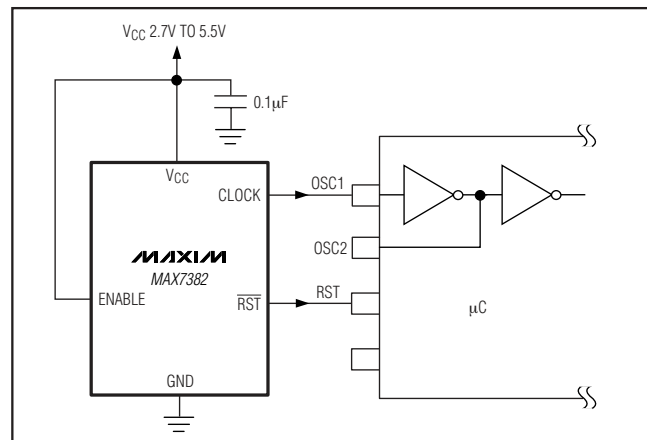 VCC 2.7V TO 5.5V
0.1μF
VCC
CLOCK
OSC1
OSC2
MAXIM
MAX7382
ENABLE
RST
RST
μC
GND